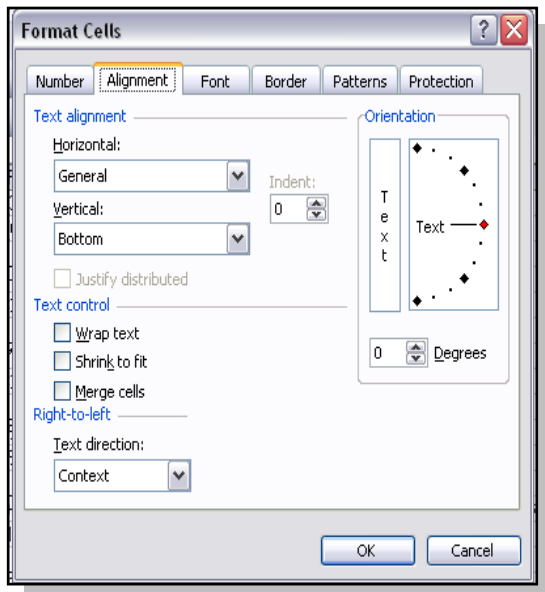 Format Cells
Number Alignment Font Border Patterns Protection
Text alignment
Horizontal:
General
Indent:
0
Vertical:
Bottom
Justify distributed
Text control
Wrap text
Shrink to fit
Merge cells
Right-to-left
Text direction:
Context
Orientation
Text
Text
0 Degrees
OK Cancel